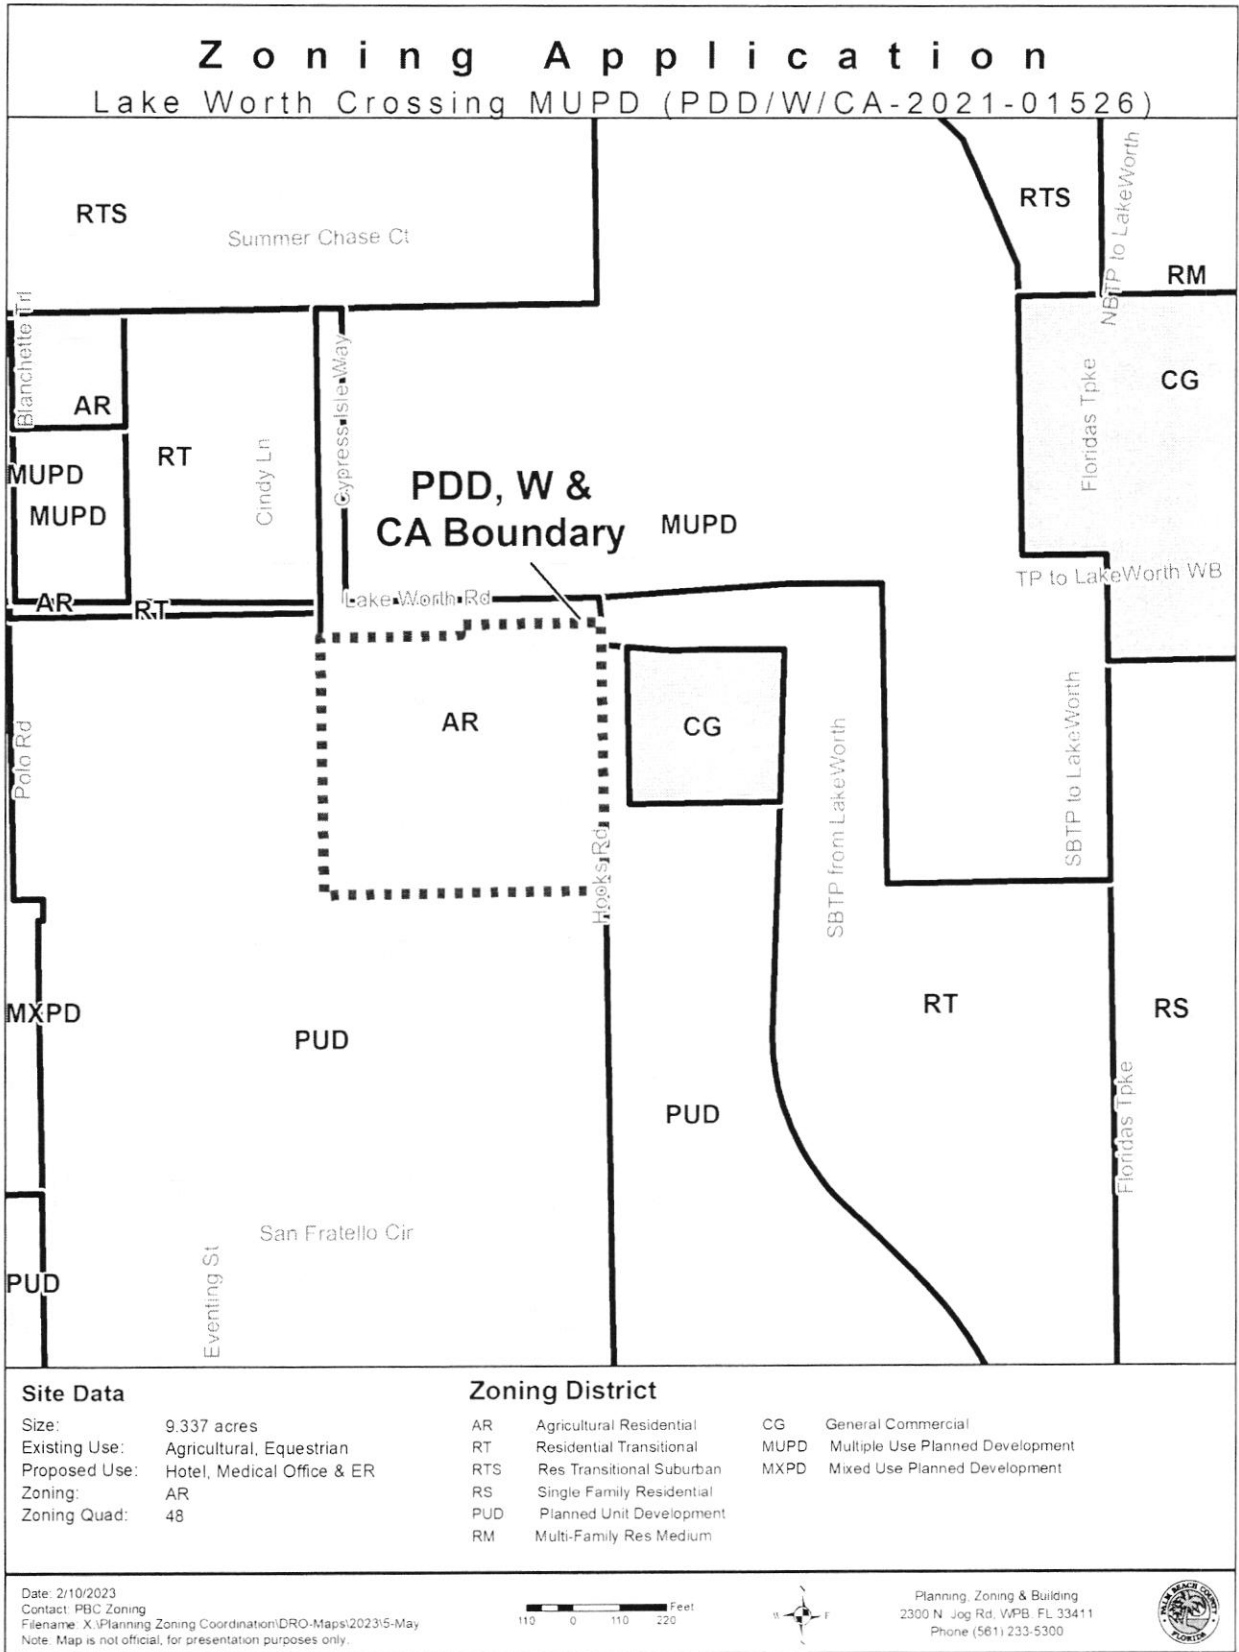 Zoning Application
Lake Worth Crossing MUPD (PDD/W/CA-2021-01526)
RTS
Summer Chase Ct
RTS
NBTP to LakeWorth
RM
Blanchette Trl
AR
RT
Cindy Ln
Cypress Isle Way
MUPD
MUPD
PDD, W &
CA Boundary
MUPD
Floridas Tpke
CG
TP to LakeWorth WB
AR
RT
Lake Worth Rd
Polo Rd
AR
CG
Hooks Rd
SBTP from LakeWorth
SBTP to LakeWorth
MXPD
PUD
PUD
RT
RS
Floridas Tpke
San Fratello Cir
Eventing St
PUD
Site Data
Size: 9.337 acres
Existing Use: Agricultural, Equestrian
Proposed Use: Hotel, Medical Office & ER
Zoning: AR
Zoning Quad: 48
Zoning District
AR Agricultural Residential
RT Residential Transitional
RTS Res Transitional Suburban
RS Single Family Residential
PUD Planned Unit Development
RM Multi-Family Res Medium
CG General Commercial
MUPD Multiple Use Planned Development
MXPD Mixed Use Planned Development
Date: 2/10/2023
Contact: PBC Zoning
Filename: X:\Planning Zoning Coordination\DRO-Maps\2023\5-May
Note: Map is not official, for presentation purposes only.
Feet
110 0 110 220
W E
Planning, Zoning & Building
2300 N. Jog Rd, WPB, FL 33411
Phone (561) 233-5300
PALM BEACH COUNTY
FLORIDA